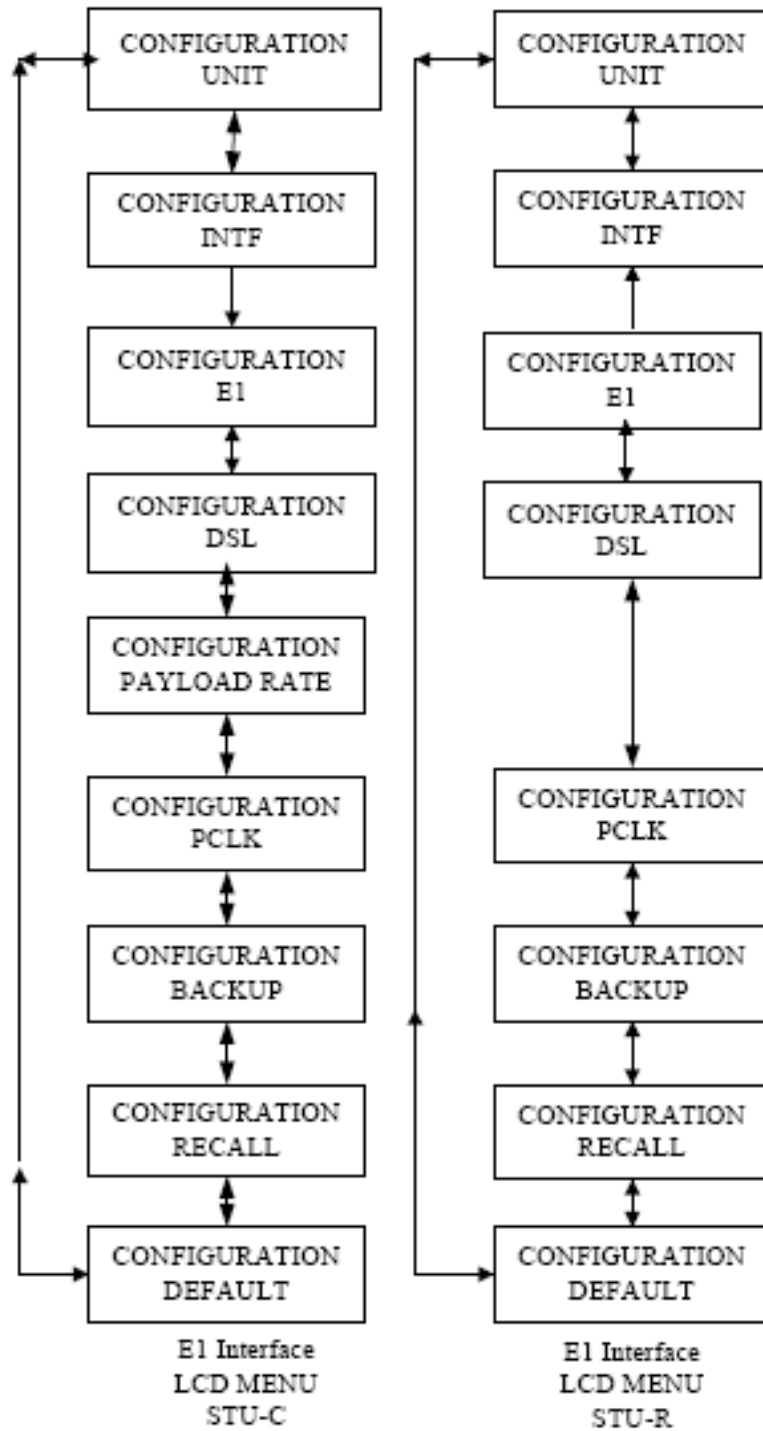 CONFIGURATION
UNIT
CONFIGURATION
INTF
CONFIGURATION
E1
CONFIGURATION
DSL
CONFIGURATION
PAYLOAD RATE
CONFIGURATION
PCLK
CONFIGURATION
BACKUP
CONFIGURATION
RECALL
CONFIGURATION
DEFAULT
E1 Interface
LCD MENU
STU-C
CONFIGURATION
UNIT
CONFIGURATION
INTF
CONFIGURATION
E1
CONFIGURATION
DSL
CONFIGURATION
PCLK
CONFIGURATION
BACKUP
CONFIGURATION
RECALL
CONFIGURATION
DEFAULT
E1 Interface
LCD MENU
STU-R